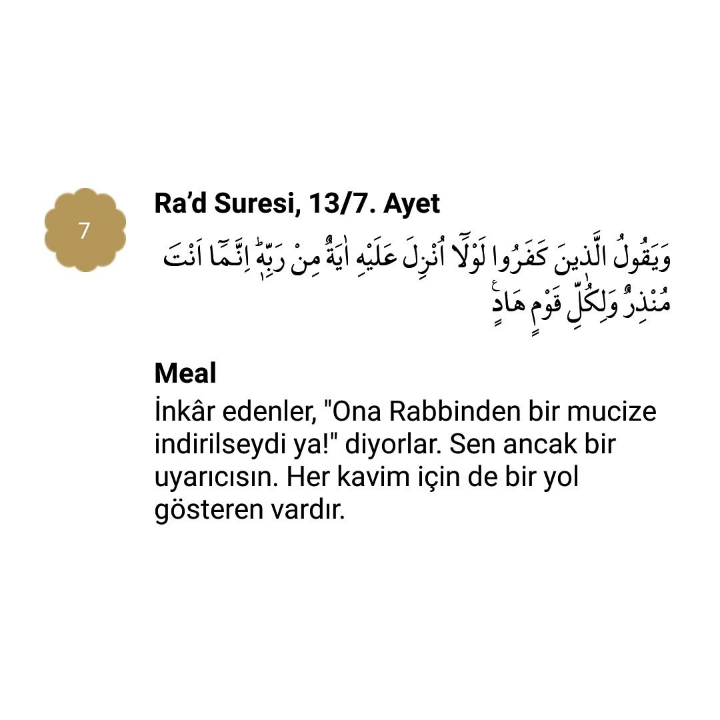 7
Ra’d Suresi, 13/7. Ayet
وَيَقُولُ الَّذ۪ينَ كَفَرُوا لَوْلَٓا اُنْزِلَ عَلَيْهِ اٰيَةٌ مِنْ رَبِّه۪ۜ اِنَّـمَٓا اَنْتَ
مُنْذِرٌ وَلِكُلِّ قَوْمٍ هَادٍ۟
Meal
İnkâr edenler, "Ona Rabbinden bir mucize
indirilseydi ya!" diyorlar. Sen ancak bir
uyarıcısın. Her kavim için de bir yol
gösteren vardır.